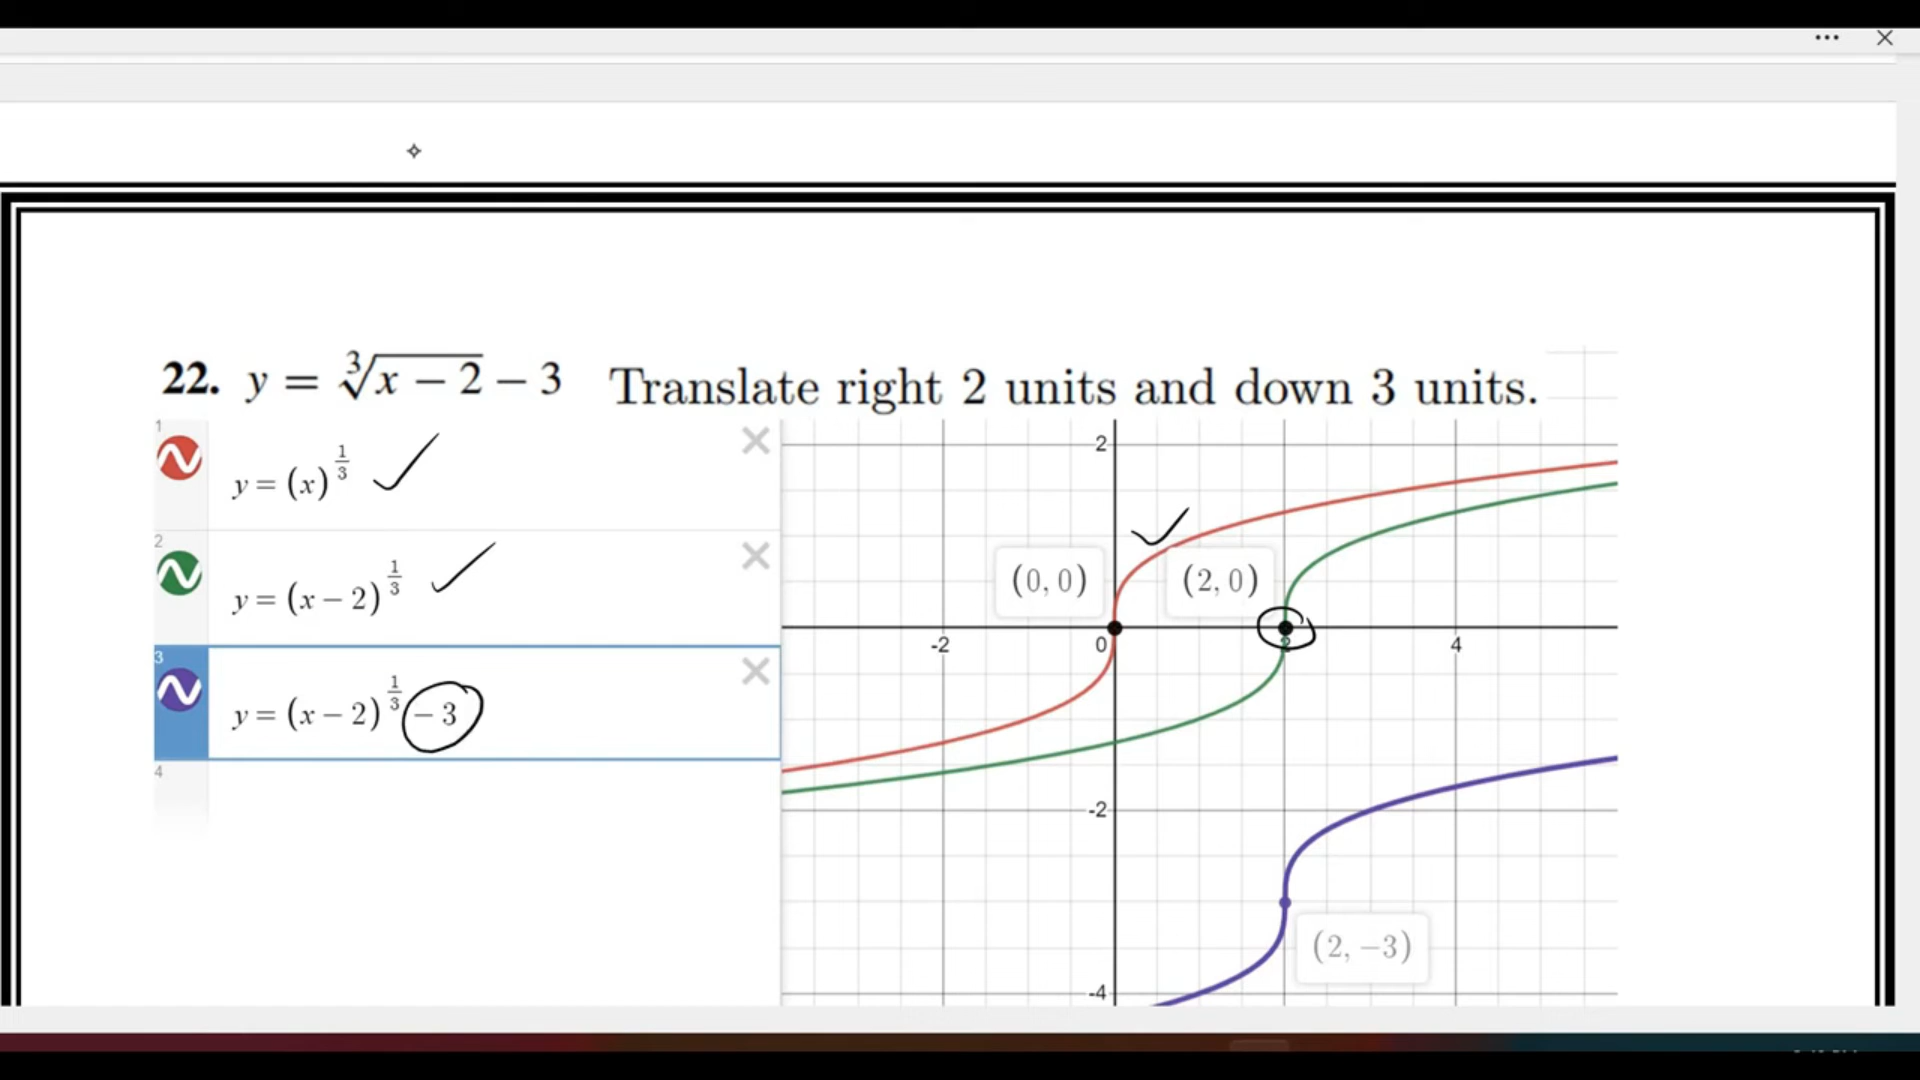 22. y = ∛(x − 2) − 3 Translate right 2 units and down 3 units.
1
y = (x)^(1/3)
2
y = (x − 2)^(1/3)
3
y = (x − 2)^(1/3) − 3
4
2
(0, 0) (2, 0)
-2 0 2 4
-2
(2, −3)
-4